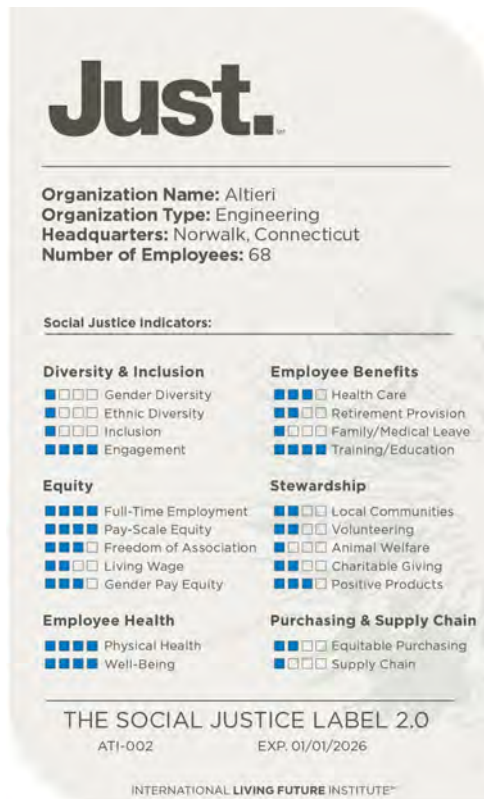 Just.
Organization Name: Altieri
Organization Type: Engineering
Headquarters: Norwalk, Connecticut
Number of Employees: 68
Social Justice Indicators:
Diversity & Inclusion
Gender Diversity
Ethnic Diversity
Inclusion
Engagement
Equity
Full-Time Employment
Pay-Scale Equity
Freedom of Association
Living Wage
Gender Pay Equity
Employee Health
Physical Health
Well-Being
Employee Benefits
Health Care
Retirement Provision
Family/Medical Leave
Training/Education
Stewardship
Local Communities
Volunteering
Animal Welfare
Charitable Giving
Positive Products
Purchasing & Supply Chain
Equitable Purchasing
Supply Chain
THE SOCIAL JUSTICE LABEL 2.0
ATI-002 EXP. 01/01/2026
INTERNATIONAL LIVING FUTURE INSTITUTE